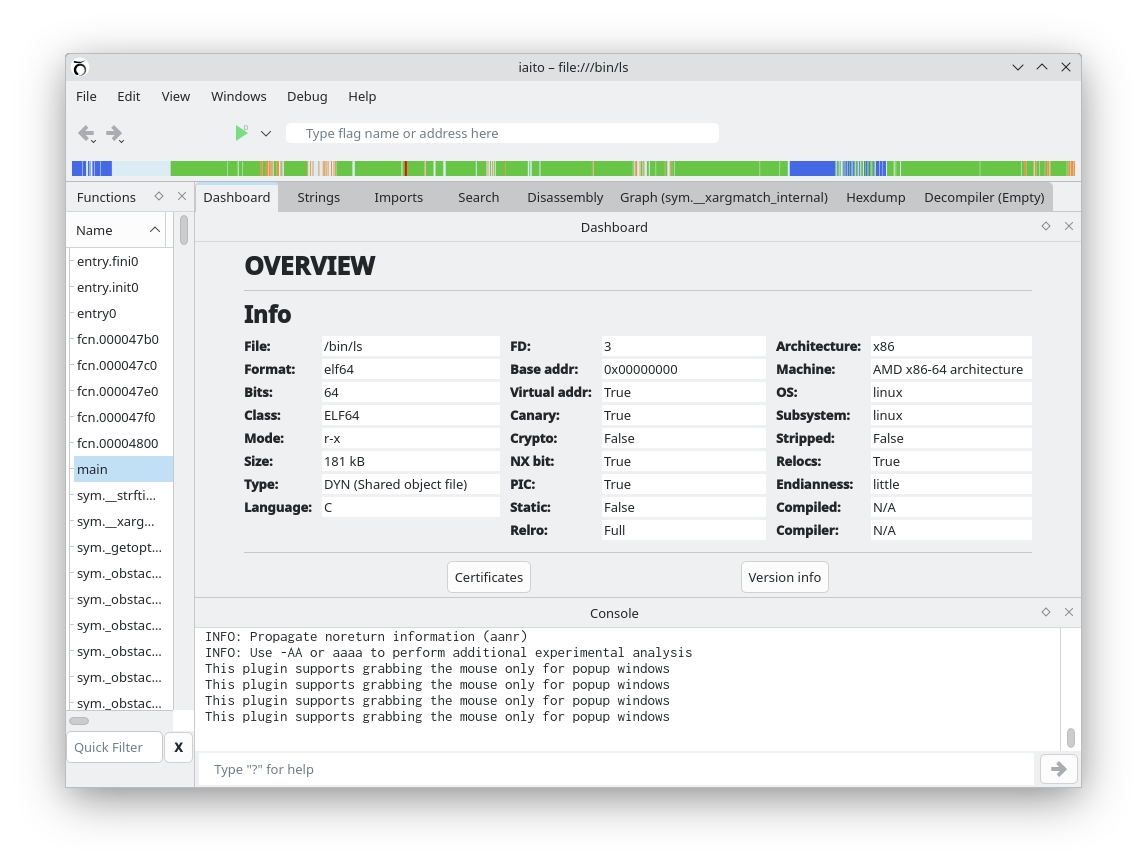 iaito – file:///bin/ls
File Edit View Windows Debug Help
Type flag name or address here
Functions
Name
entry.fini0
entry.init0
entry0
fcn.000047b0
fcn.000047c0
fcn.000047e0
fcn.000047f0
fcn.00004800
main
sym.__strfti...
sym.__xarg...
sym._getopt...
sym._obstac...
sym._obstac...
sym._obstac...
sym._obstac...
sym._obstac...
sym._obstac...
Quick Filter X
Dashboard Strings Imports Search Disassembly Graph (sym.__xargmatch_internal) Hexdump Decompiler (Empty)
Dashboard
OVERVIEW
Info
File: /bin/ls FD: 3 Architecture: x86
Format: elf64 Base addr: 0x00000000 Machine: AMD x86-64 architecture
Bits: 64 Virtual addr: True OS: linux
Class: ELF64 Canary: True Subsystem: linux
Mode: r-x Crypto: False Stripped: False
Size: 181 kB NX bit: True Relocs: True
Type: DYN (Shared object file) PIC: True Endianness: little
Language: C Static: False Compiled: N/A
Relro: Full Compiler: N/A
Certificates Version info
Console
INFO: Propagate noreturn information (aanr)
INFO: Use -AA or aaaa to perform additional experimental analysis
This plugin supports grabbing the mouse only for popup windows
This plugin supports grabbing the mouse only for popup windows
This plugin supports grabbing the mouse only for popup windows
This plugin supports grabbing the mouse only for popup windows
Type "?" for help